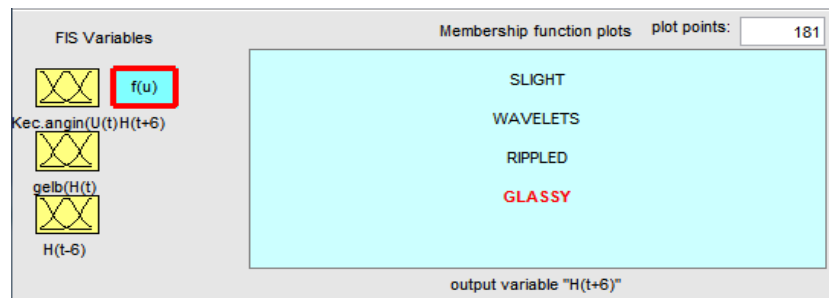 FIS Variables
Membership function plots
plot points:
181
f(u)
Kec.angin(U(t)
H(t+6)
gelb(H(t)
H(t-6)
SLIGHT
WAVELETS
RIPPLED
GLASSY
output variable "H(t+6)"